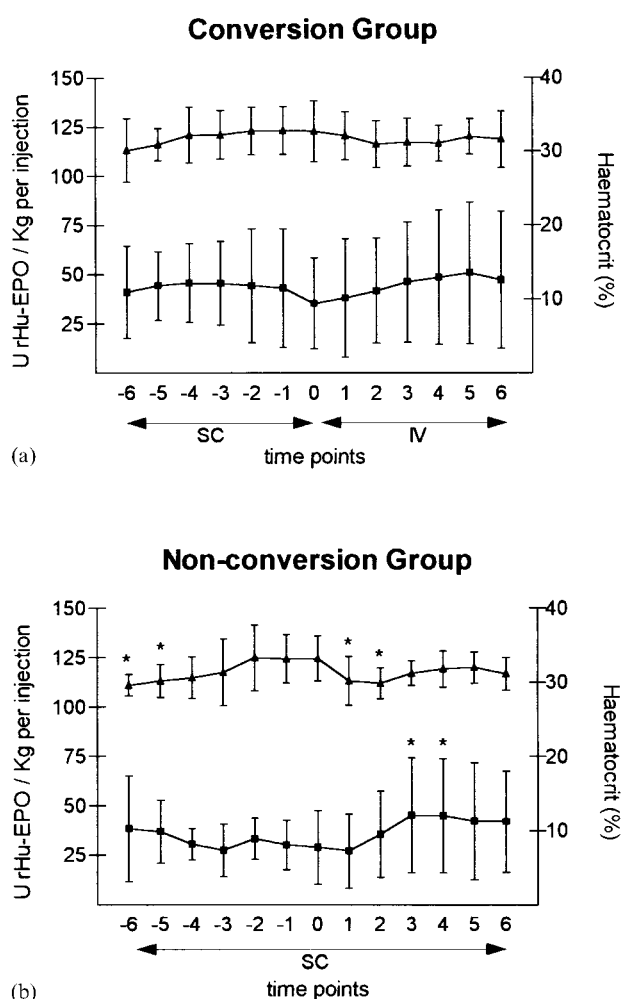 Conversion Group
150
125
100
75
50
25
U rHu-EPO / Kg per injection
40
30
20
10
Haematocrit (%)
-6 -5 -4 -3 -2 -1 0 1 2 3 4 5 6
SC IV
(a)
time points
Non-conversion Group
150
125
100
75
50
25
U rHu-EPO / Kg per injection
40
30
20
10
Haematocrit (%)
* * * *
* *
-6 -5 -4 -3 -2 -1 0 1 2 3 4 5 6
SC
(b)
time points